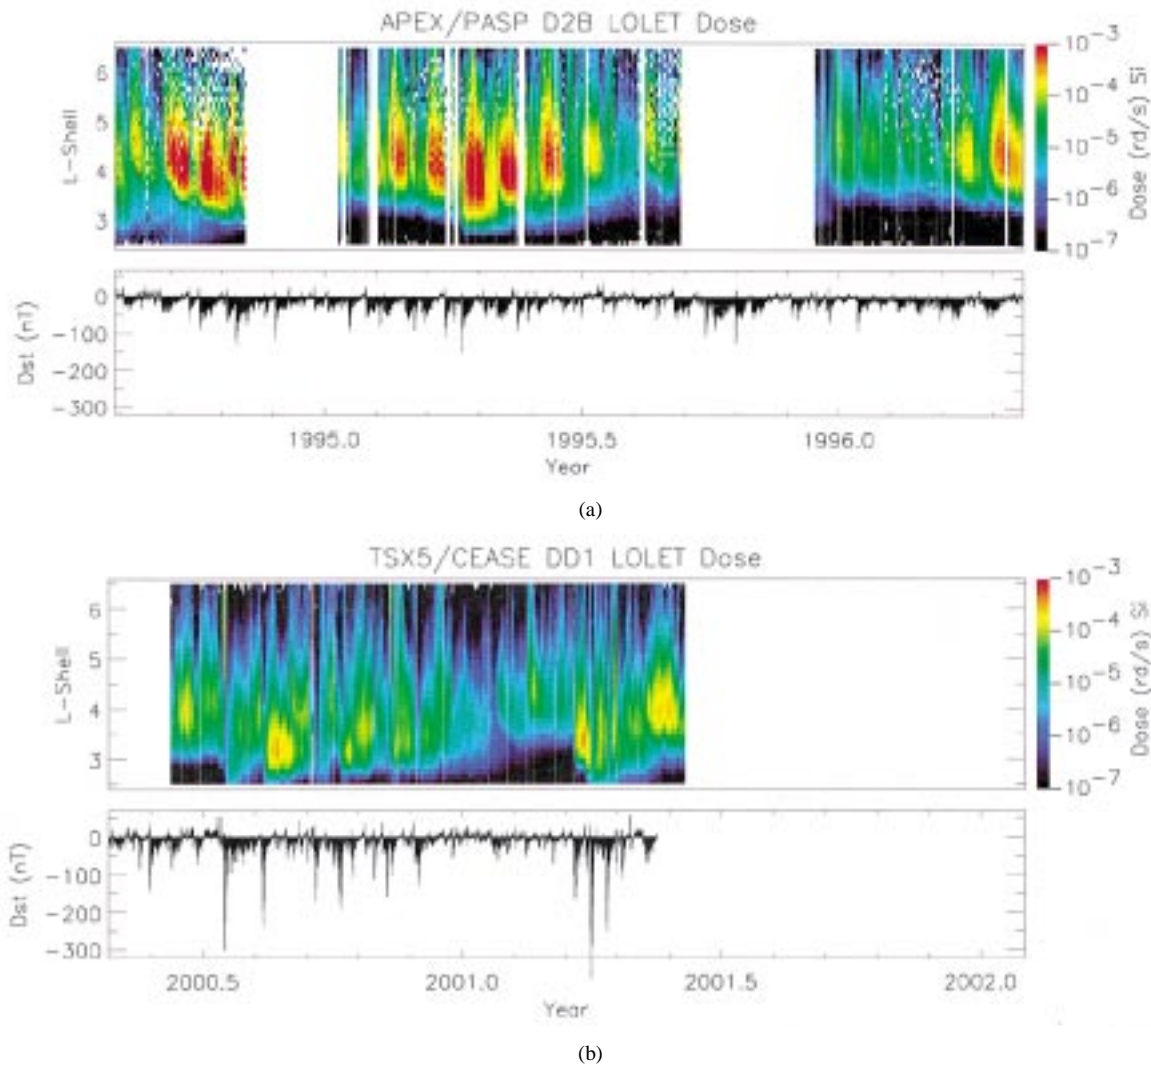 APEX/PASP D2B LOLET Dose
6
5
4
3
L-Shell
10^-3
10^-4
10^-5
10^-6
10^-7
Dose (rd/s) Si
0
-100
-200
-300
Dst (nT)
1995.0 1995.5 1996.0
Year
(a)
TSX5/CEASE DD1 LOLET Dose
6
5
4
3
L-Shell
10^-3
10^-4
10^-5
10^-6
10^-7
Dose (rd/s) Si
0
-100
-200
-300
Dst (nT)
2000.5 2001.0 2001.5 2002.0
Year
(b)